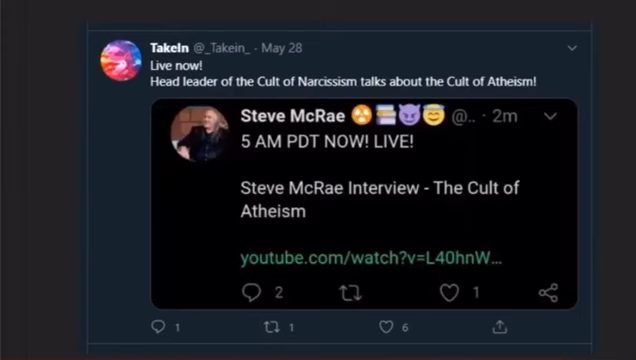 TakeIn @_Takein_ · May 28
Live now!
Head leader of the Cult of Narcissism talks about the Cult of Atheism!
Steve McRae @.. · 2m
5 AM PDT NOW! LIVE!
Steve McRae Interview - The Cult of
Atheism
youtube.com/watch?v=L40hnW...
2 1
1 1 6